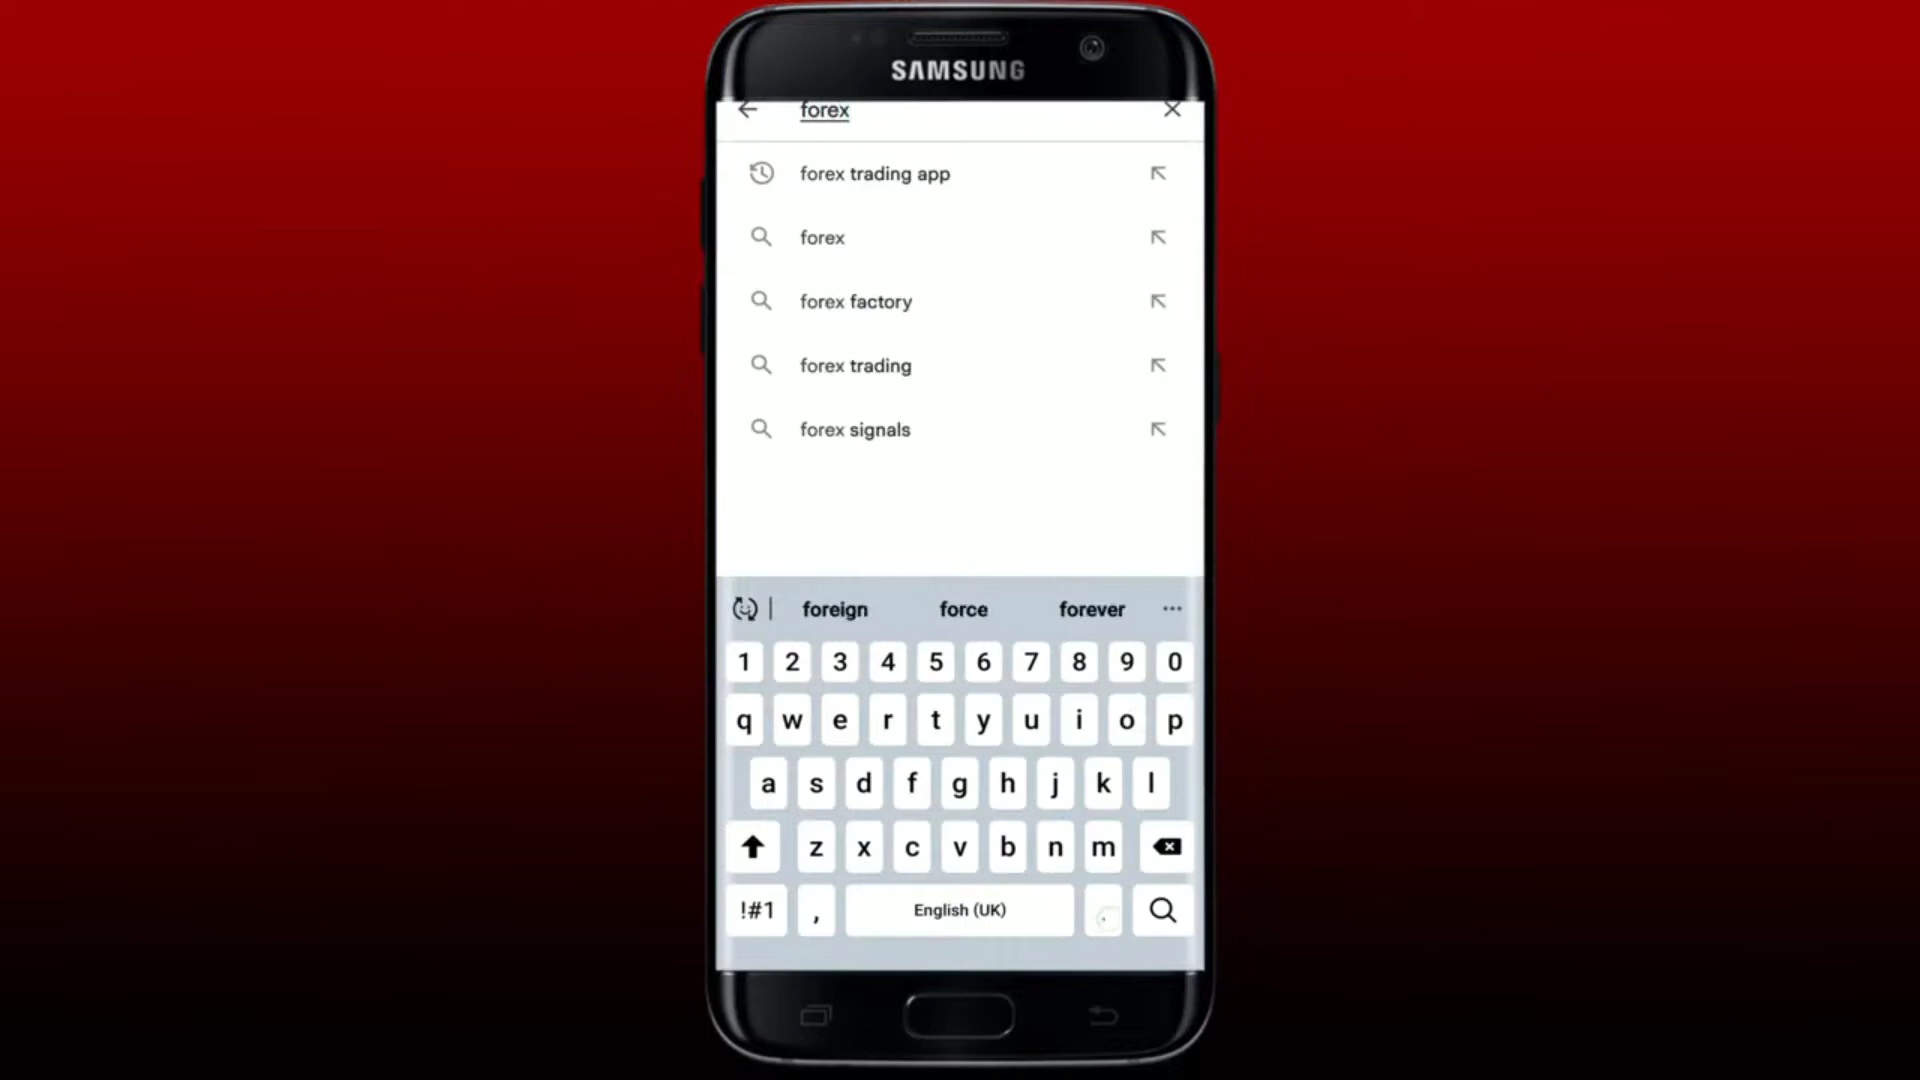 SAMSUNG
forex
forex trading app
forex
forex factory
forex trading
forex signals
foreign force forever ...
1 2 3 4 5 6 7 8 9 0
q w e r t y u i o p
a s d f g h j k l
z x c v b n m
!#1 , English (UK) .